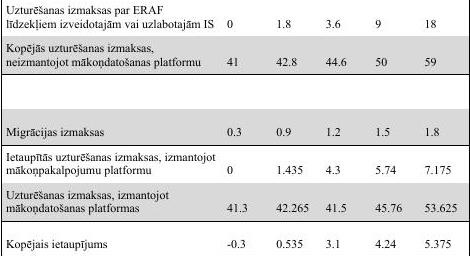 Uzturēšanas izmaksas par ERAF
līdzekļiem izveidotajām vai uzlabotajām IS 0 1.8 3.6 9 18
Kopējās uzturēšanas izmaksas,
neizmantojot mākoņdatošanas platformu 41 42.8 44.6 50 59
Migrācijas izmaksas 0.3 0.9 1.2 1.5 1.8
Ietaupītās uzturēšanas izmaksas, izmantojot
mākoņpakalpojumu platformu 0 1.435 4.3 5.74 7.175
Uzturēšanas izmaksas, izmantojot
mākoņdatošanas platformas 41.3 42.265 41.5 45.76 53.625
Kopējais ietaupījums -0.3 0.535 3.1 4.24 5.375